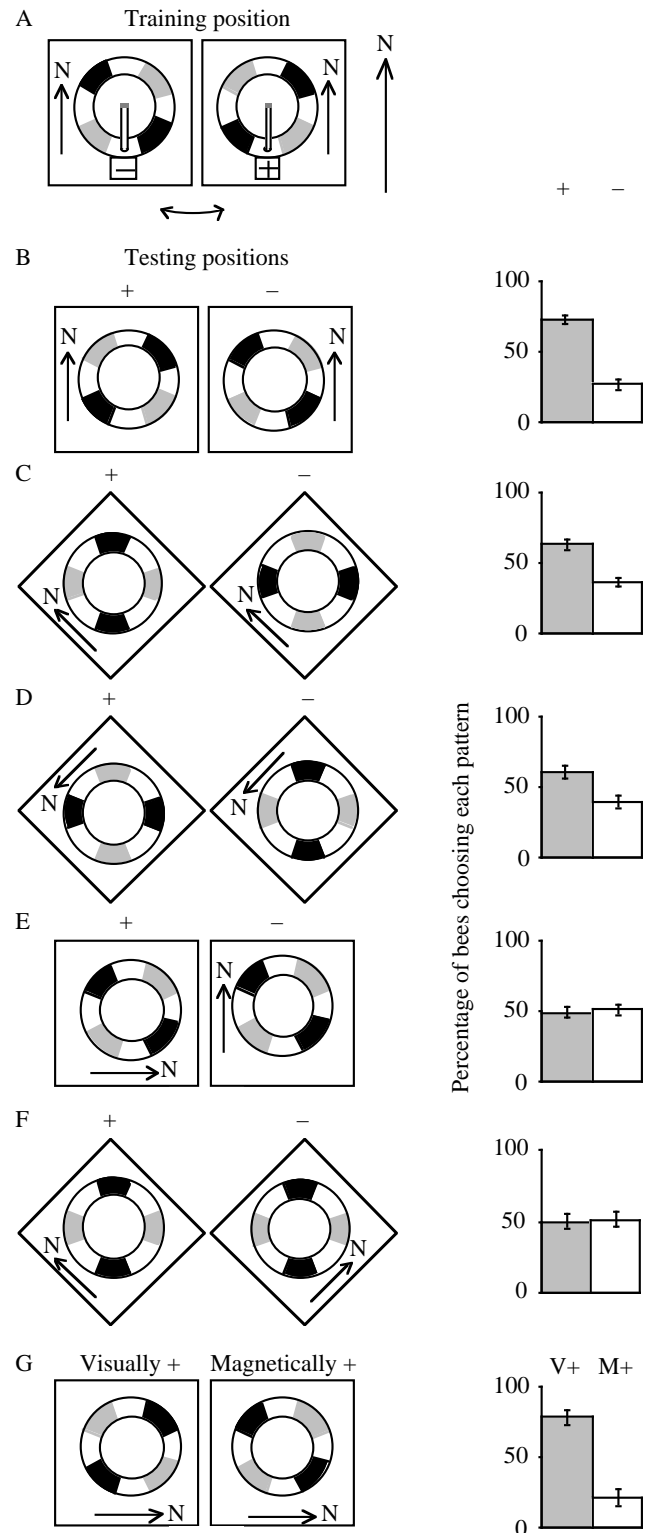 A Training position
N N N
− +
+ −
B Testing positions
+ −
N N
100
50
0
C + −
N N
100
50
0
D + −
N N
100
50
0
Percentage of bees choosing each pattern
E + −
N N
100
50
0
F + −
N N
100
50
0
G Visually + Magnetically + V+ M+
N N
100
50
0